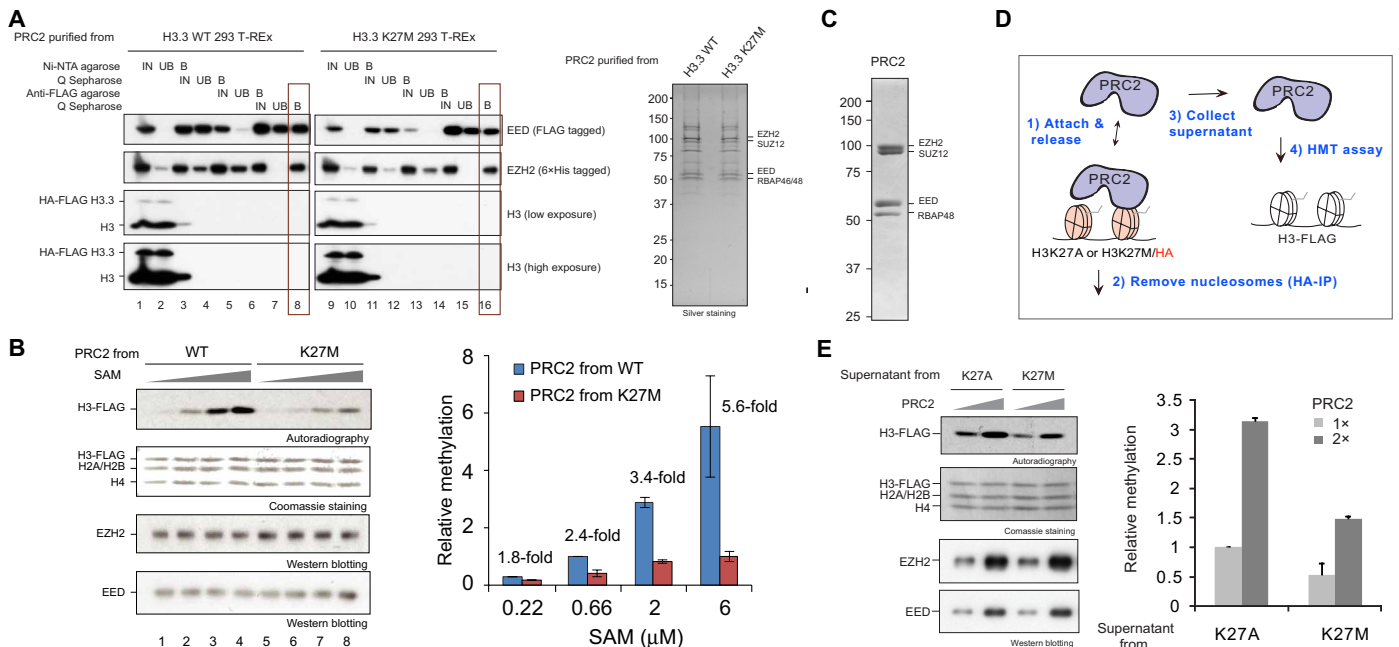 A
PRC2 purified from
H3.3 WT 293 T-REx
H3.3 K27M 293 T-REx
Ni-NTA agarose
IN UB B
IN UB B
Q Sepharose
IN UB B
IN UB B
Anti-FLAG agarose
IN UB B
IN UB B
Q Sepharose
IN UB B
IN UB B
EED (FLAG tagged)
EZH2 (6×His tagged)
HA-FLAG H3.3
H3
H3 (low exposure)
HA-FLAG H3.3
H3
H3 (high exposure)
1 2 3 4 5 6 7 8 9 10 11 12 13 14 15 16
PRC2 purified from
H3.3 WT
H3.3 K27M
200
150
100
75
50
37
25
20
15
EZH2
SUZ12
EED
RBAP46/48
Silver staining
C
PRC2
200
150
100
75
50
37
25
EZH2
SUZ12
EED
RBAP48
D
PRC2
PRC2
1) Attach &
release
3) Collect
supernatant
4) HMT assay
PRC2
H3-FLAG
H3K27A or H3K27M/HA
2) Remove nucleosomes (HA-IP)
B
PRC2 from
WT
K27M
SAM
H3-FLAG
Autoradiography
H3-FLAG
H2A/H2B
H4
Coomassie staining
EZH2
Western blotting
EED
Western blotting
1 2 3 4 5 6 7 8
Relative methylation
8
6
4
2
0
PRC2 from WT
PRC2 from K27M
1.8-fold
2.4-fold
3.4-fold
5.6-fold
0.22 0.66 2 6
SAM (μM)
E
Supernatant from
K27A
K27M
PRC2
H3-FLAG
Autoradiography
H3-FLAG
H2A/H2B
H4
Comassie staining
EZH2
EED
Western blotting
Relative methylation
3.5
3
2.5
2
1.5
1
0.5
0
PRC2
1×
2×
Supernatant
from
K27A
K27M